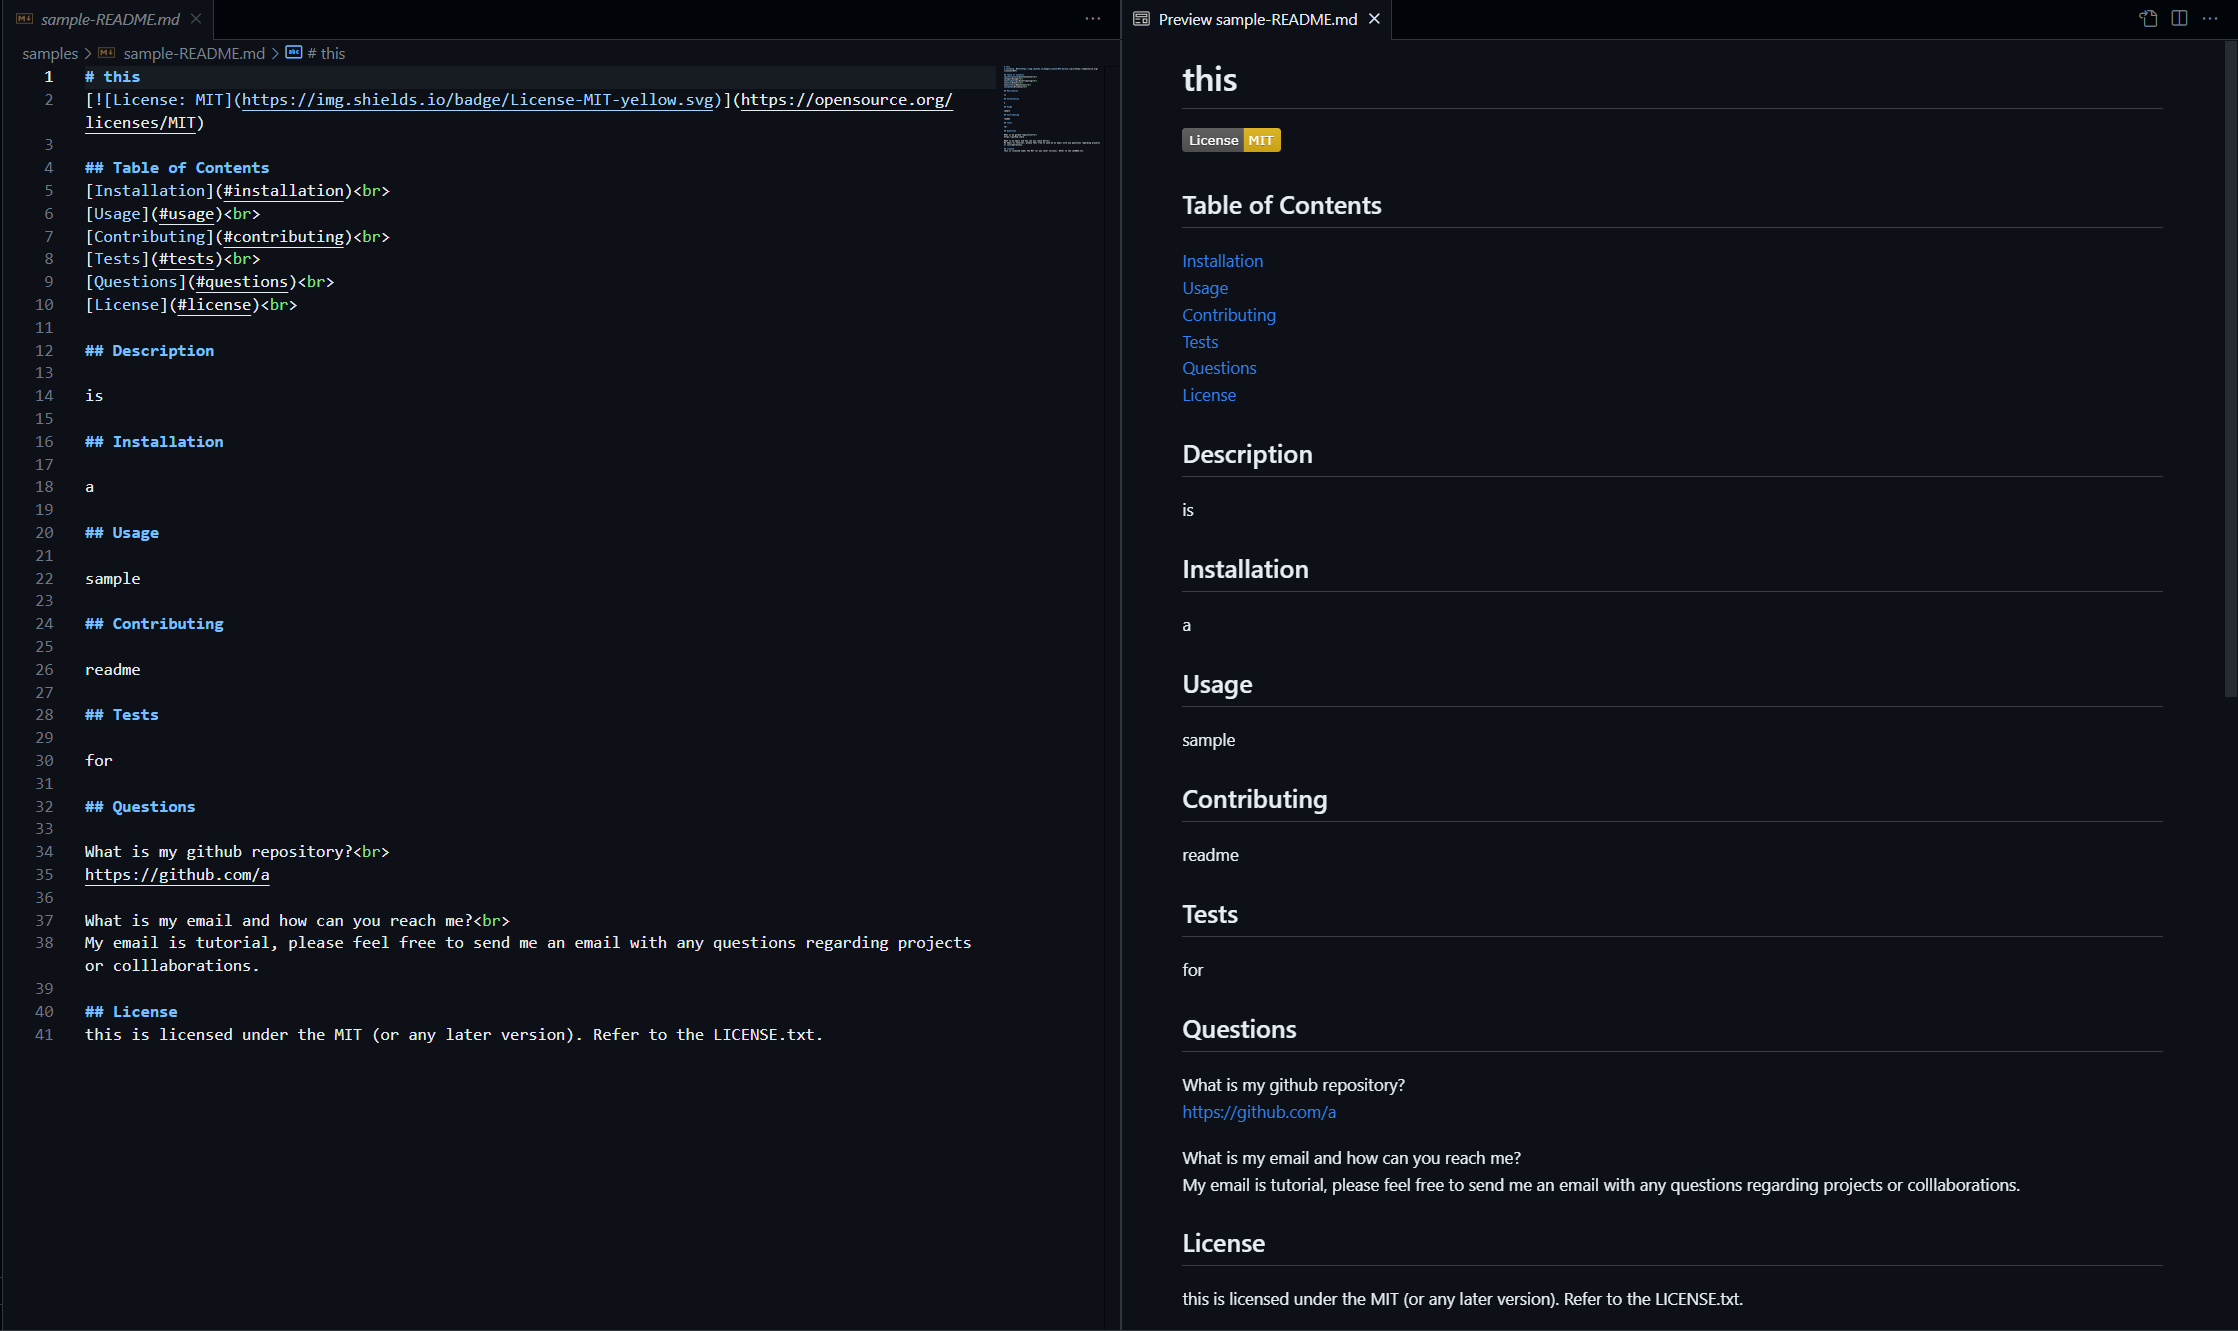 sample-README.md
samples > sample-README.md > # this
1 # this
2 [![License: MIT](https://img.shields.io/badge/License-MIT-yellow.svg)](https://opensource.org/
licenses/MIT)
3
4 ## Table of Contents
5 [Installation](#installation)<br>
6 [Usage](#usage)<br>
7 [Contributing](#contributing)<br>
8 [Tests](#tests)<br>
9 [Questions](#questions)<br>
10 [License](#license)<br>
11
12 ## Description
13
14 is
15
16 ## Installation
17
18 a
19
20 ## Usage
21
22 sample
23
24 ## Contributing
25
26 readme
27
28 ## Tests
29
30 for
31
32 ## Questions
33
34 What is my github repository?<br>
35 https://github.com/a
36
37 What is my email and how can you reach me?<br>
38 My email is tutorial, please feel free to send me an email with any questions regarding projects
or colllaborations.
39
40 ## License
41 this is licensed under the MIT (or any later version). Refer to the LICENSE.txt.
Preview sample-README.md
this
License MIT
Table of Contents
Installation
Usage
Contributing
Tests
Questions
License
Description
is
Installation
a
Usage
sample
Contributing
readme
Tests
for
Questions
What is my github repository?
https://github.com/a
What is my email and how can you reach me?
My email is tutorial, please feel free to send me an email with any questions regarding projects or colllaborations.
License
this is licensed under the MIT (or any later version). Refer to the LICENSE.txt.